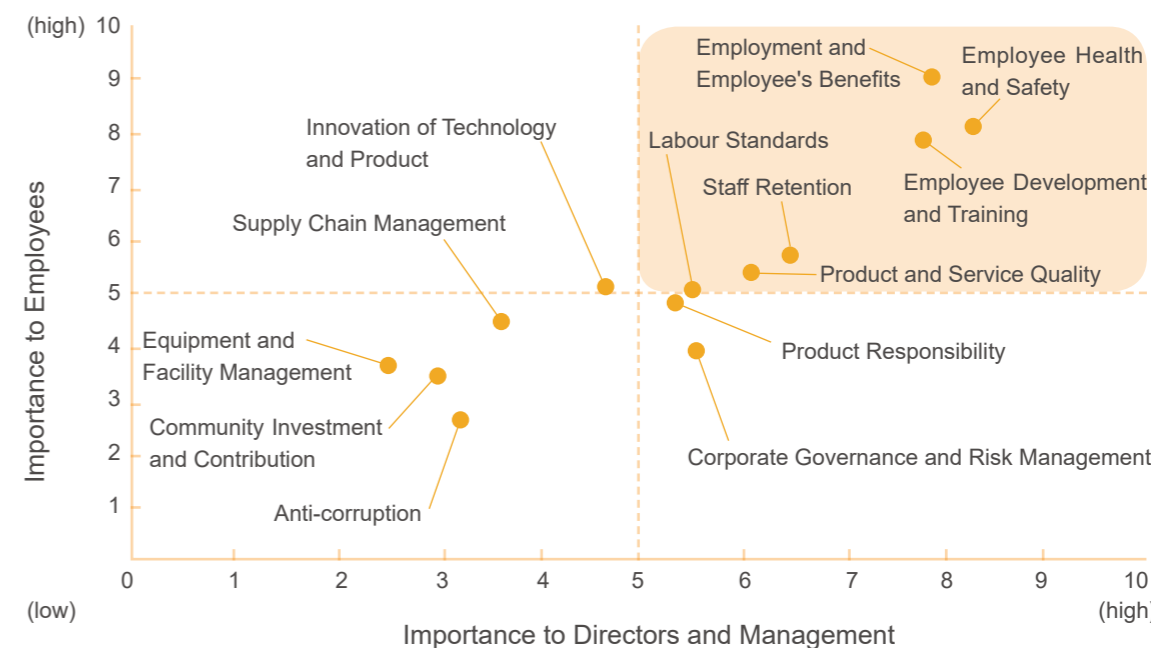 (high) 10
9
8
7
6
5
4
3
2
1
Importance to Employees
Employment and
Employee's Benefits
Employee Health
and Safety
Innovation of Technology
and Product
Labour Standards
Staff Retention
Employee Development
and Training
Supply Chain Management
Product and Service Quality
Equipment and
Facility Management
Product Responsibility
Community Investment
and Contribution
Corporate Governance and Risk Management
Anti-corruption
0 1 2 3 4 5 6 7 8 9 10
(low) (high)
Importance to Directors and Management